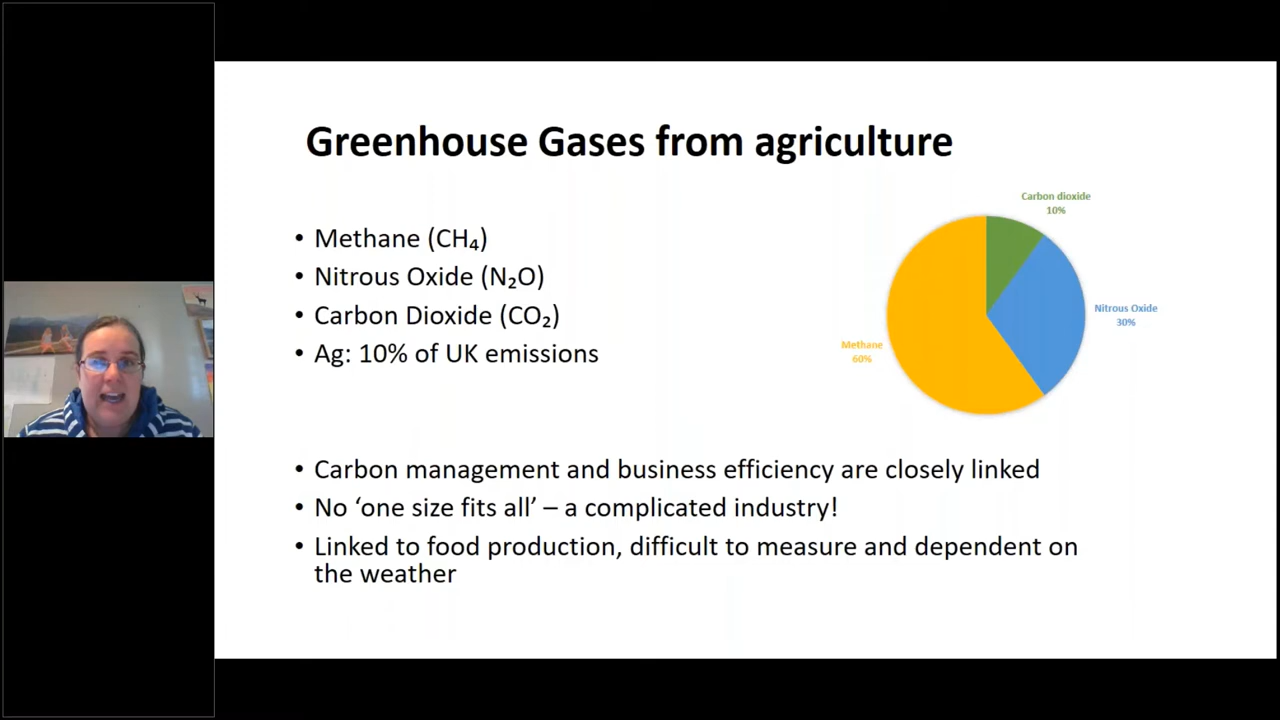 Greenhouse Gases from agriculture
• Methane (CH₄)
• Nitrous Oxide (N₂O)
• Carbon Dioxide (CO₂)
• Ag: 10% of UK emissions
Carbon dioxide
10%
Nitrous Oxide
30%
Methane
60%
• Carbon management and business efficiency are closely linked
• No ‘one size fits all’ – a complicated industry!
• Linked to food production, difficult to measure and dependent on
the weather